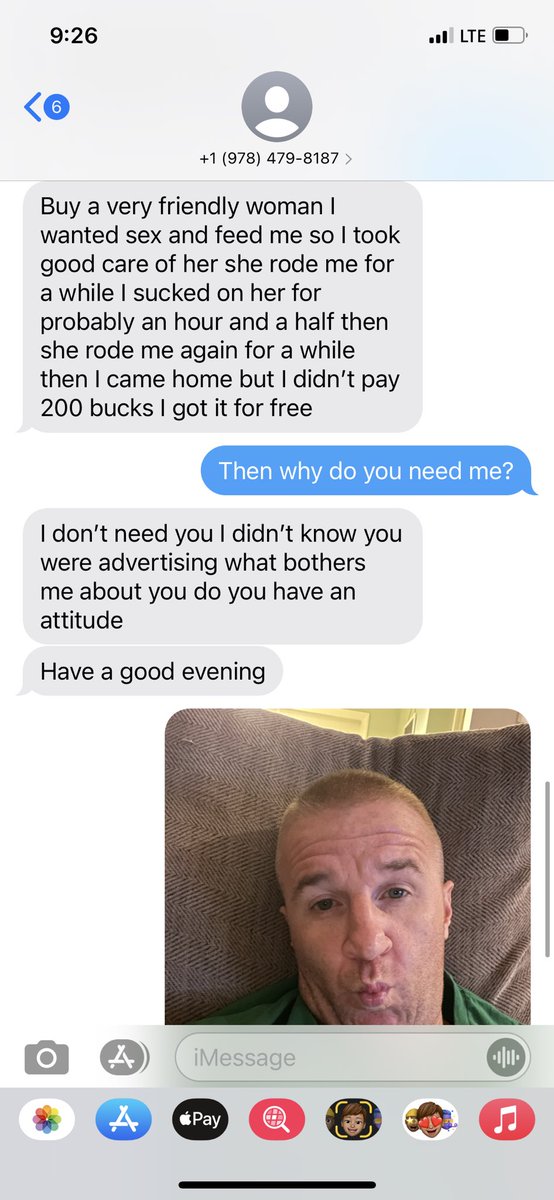 9:26
LTE
6
+1 (978) 479-8187 >
Buy a very friendly woman I
wanted sex and feed me so I took
good care of her she rode me for
a while I sucked on her for
probably an hour and a half then
she rode me again for a while
then I came home but I didn’t pay
200 bucks I got it for free
Then why do you need me?
I don’t need you I didn’t know you
were advertising what bothers
me about you do you have an
attitude
Have a good evening
iMessage
Pay